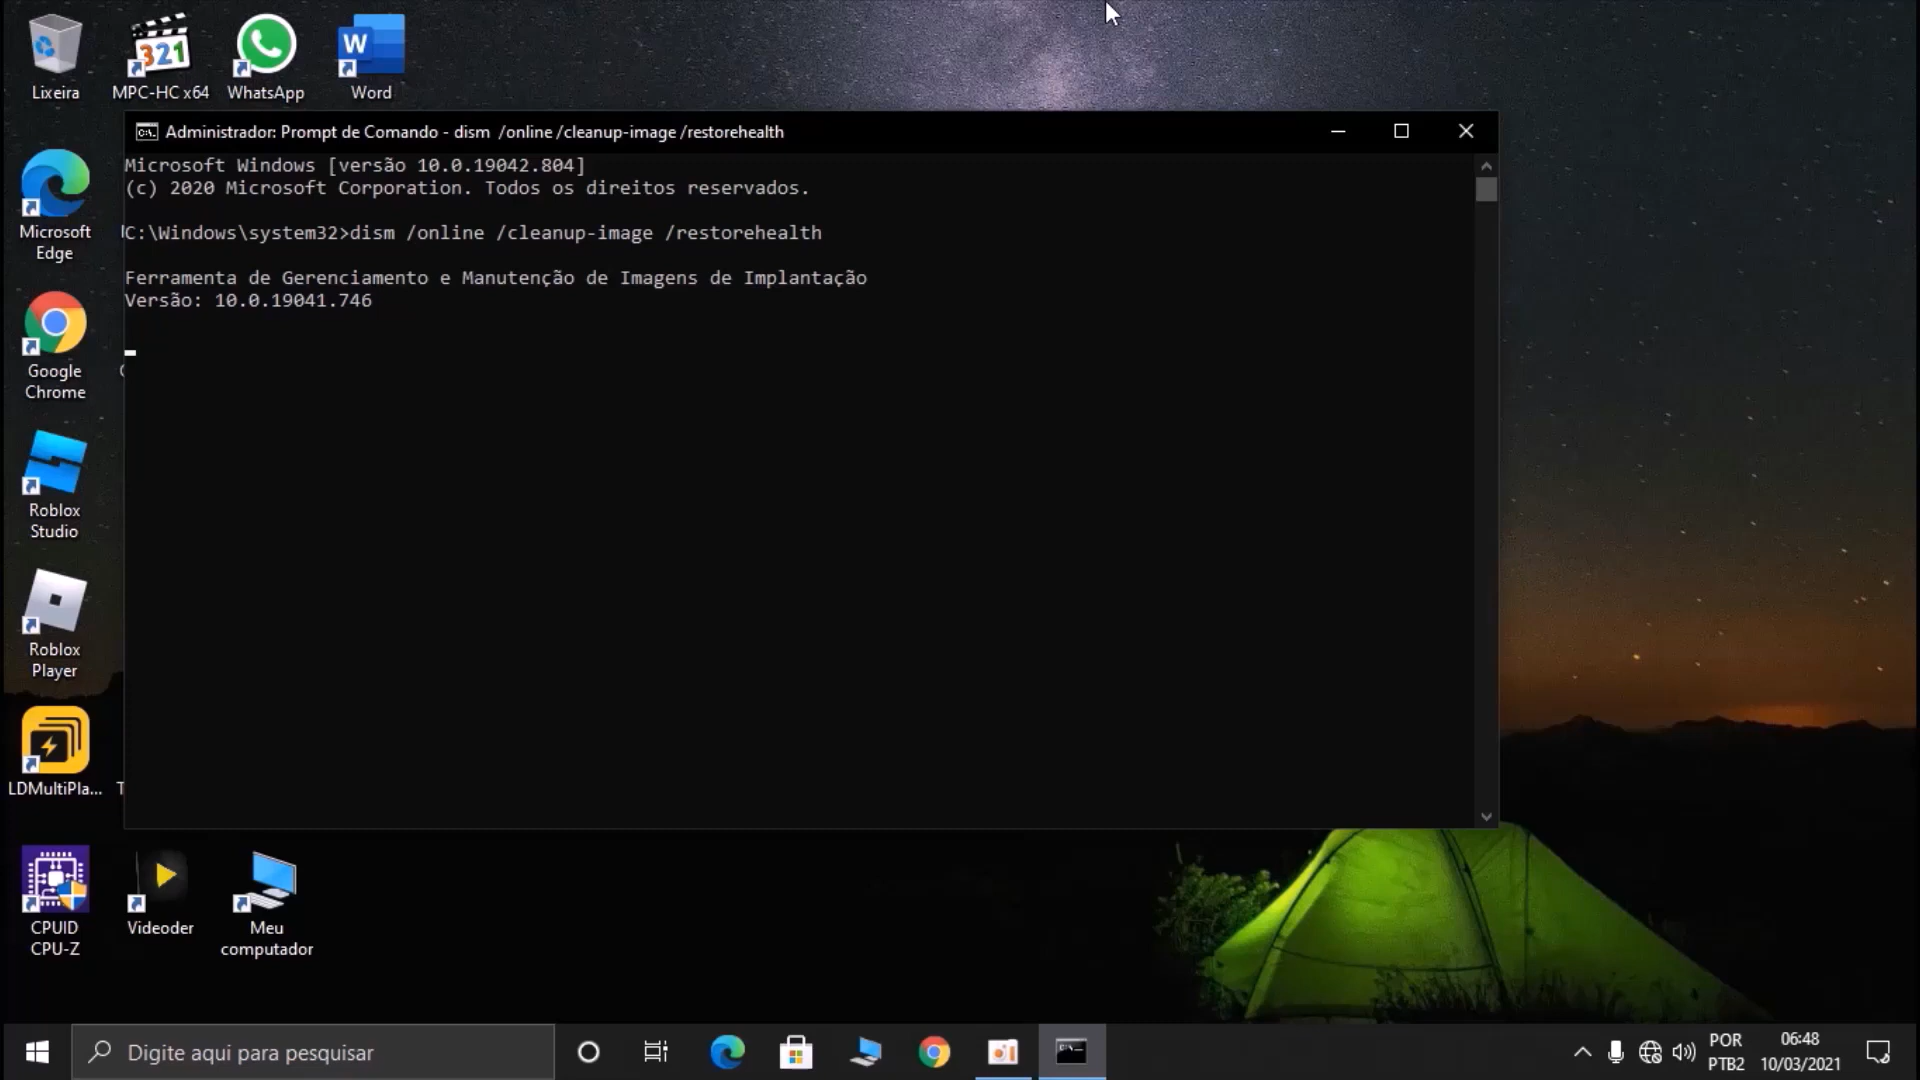 Lixeira
MPC-HC x64
WhatsApp
Word
W
321
Administrador: Prompt de Comando - dism  /online /cleanup-image /restorehealth
Microsoft Windows [versão 10.0.19042.804]
(c) 2020 Microsoft Corporation. Todos os direitos reservados.
C:\Windows\system32>dism /online /cleanup-image /restorehealth
Ferramenta de Gerenciamento e Manutenção de Imagens de Implantação
Versão: 10.0.19041.746
Microsoft
Edge
Google
Chrome
Roblox
Studio
Roblox
Player
LDMultiPla...
CPUID
CPU-Z
Videoder
Meu
computador
Digite aqui para pesquisar
POR
PTB2
06:48
10/03/2021